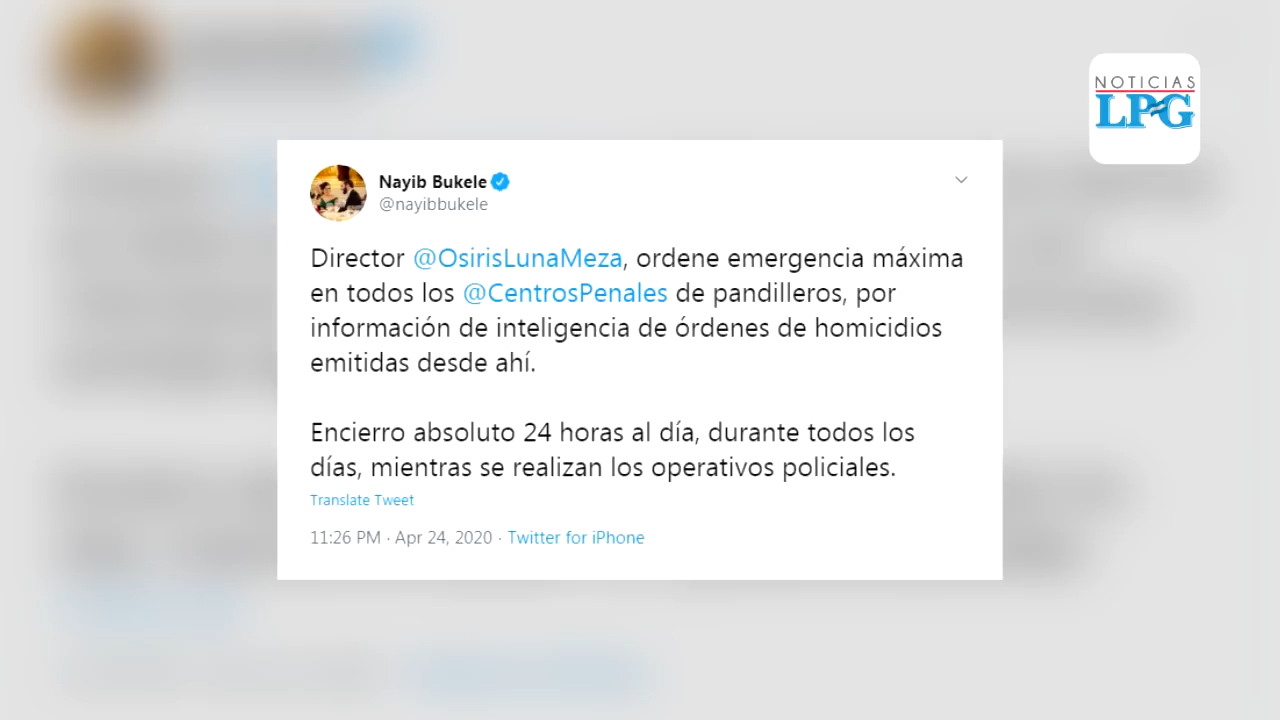 NOTICIAS
LPG
Nayib Bukele
@nayibbukele
Director @OsirisLunaMeza, ordene emergencia máxima
en todos los @CentrosPenales de pandilleros, por
información de inteligencia de órdenes de homicidios
emitidas desde ahí.
Encierro absoluto 24 horas al día, durante todos los
días, mientras se realizan los operativos policiales.
Translate Tweet
11:26 PM · Apr 24, 2020 · Twitter for iPhone